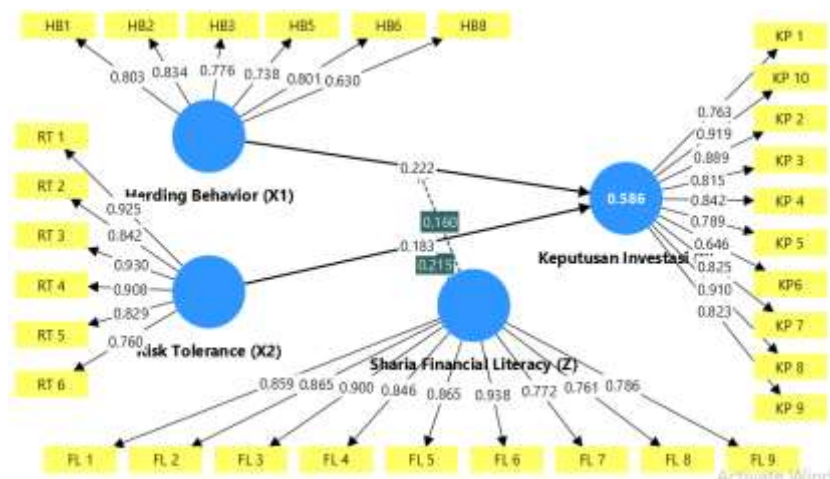 HB1 HB2 HB3 HB5 HB6 HB8
0.803 0.834 0.776 0.738 0.801 0.630
Herding Behavior (X1)
RT 1
RT 2
RT 3
RT 4
RT 5
RT 6
0.925
0.842
0.930
0.908
0.829
0.760
Risk Tolerance (X2)
0.222
0.160
0.183
0.215
0.586
Keputusan Investasi
KP 1
KP 10
KP 2
KP 3
KP 4
KP 5
KP6
KP 7
KP 8
KP 9
0.763
0.919
0.889
0.815
0.842
0.789
0.646
0.825
0.910
0.823
Sharia Financial Literacy (Z)
0.859 0.865 0.900 0.846 0.865 0.938 0.772 0.761 0.786
FL 1 FL 2 FL 3 FL 4 FL 5 FL 6 FL 7 FL 8 FL 9
Activate Wind